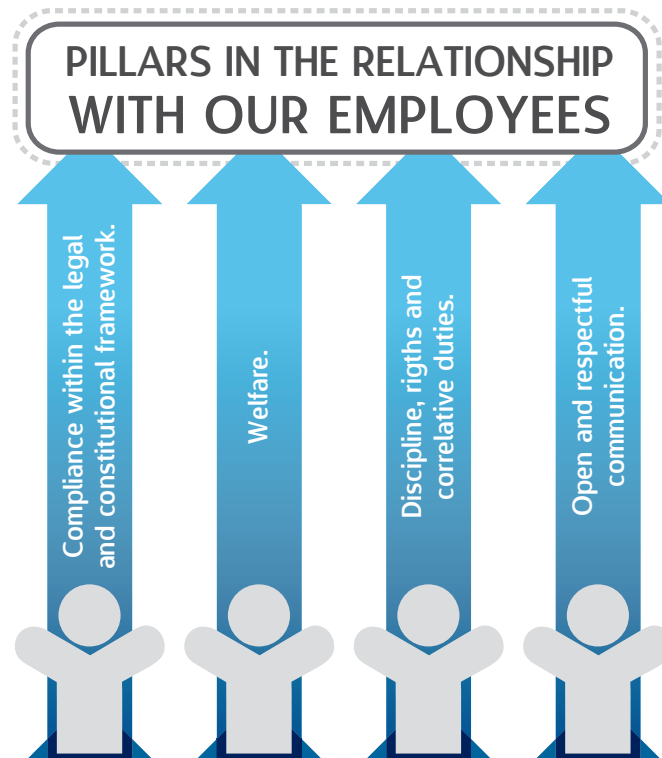 PILLARS IN THE RELATIONSHIP
WITH OUR EMPLOYEES
Compliance within the legal
and constitutional framework.
Welfare.
Discipline, rigths and
correlative duties.
Open and respectful
communication.